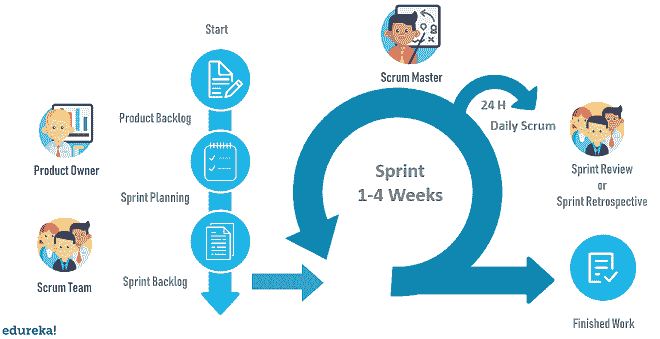 Start
Scrum Master
Product Backlog
Product Owner
Sprint Planning
Scrum Team
Sprint Backlog
Sprint
1-4 Weeks
24 H
Daily Scrum
Sprint Review
or
Sprint Retrospective
Finished Work
edureka!